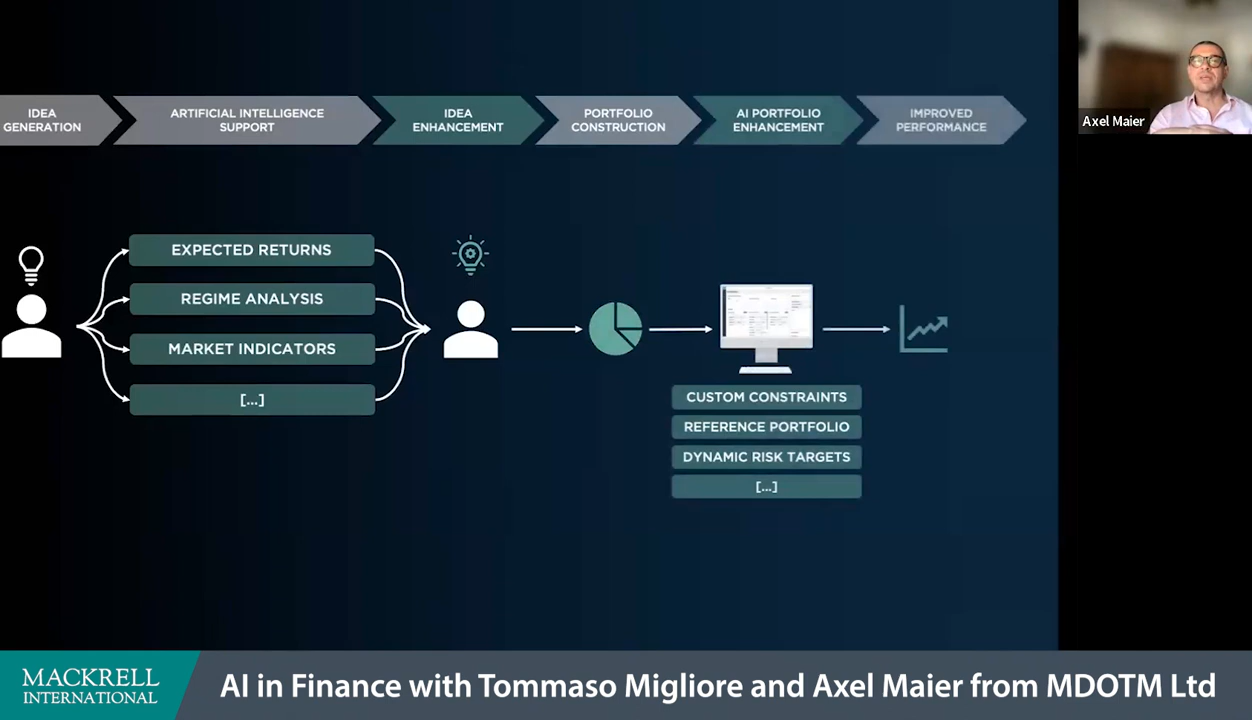 IDEA
GENERATION
ARTIFICIAL INTELLIGENCE
SUPPORT
IDEA
ENHANCEMENT
PORTFOLIO
CONSTRUCTION
AI PORTFOLIO
ENHANCEMENT
IMPROVED
PERFORMANCE
Axel Maier
EXPECTED RETURNS
REGIME ANALYSIS
MARKET INDICATORS
[...]
CUSTOM CONSTRAINTS
REFERENCE PORTFOLIO
DYNAMIC RISK TARGETS
[...]
MACKRELL
INTERNATIONAL
AI in Finance with Tommaso Migliore and Axel Maier from MDOTM Ltd